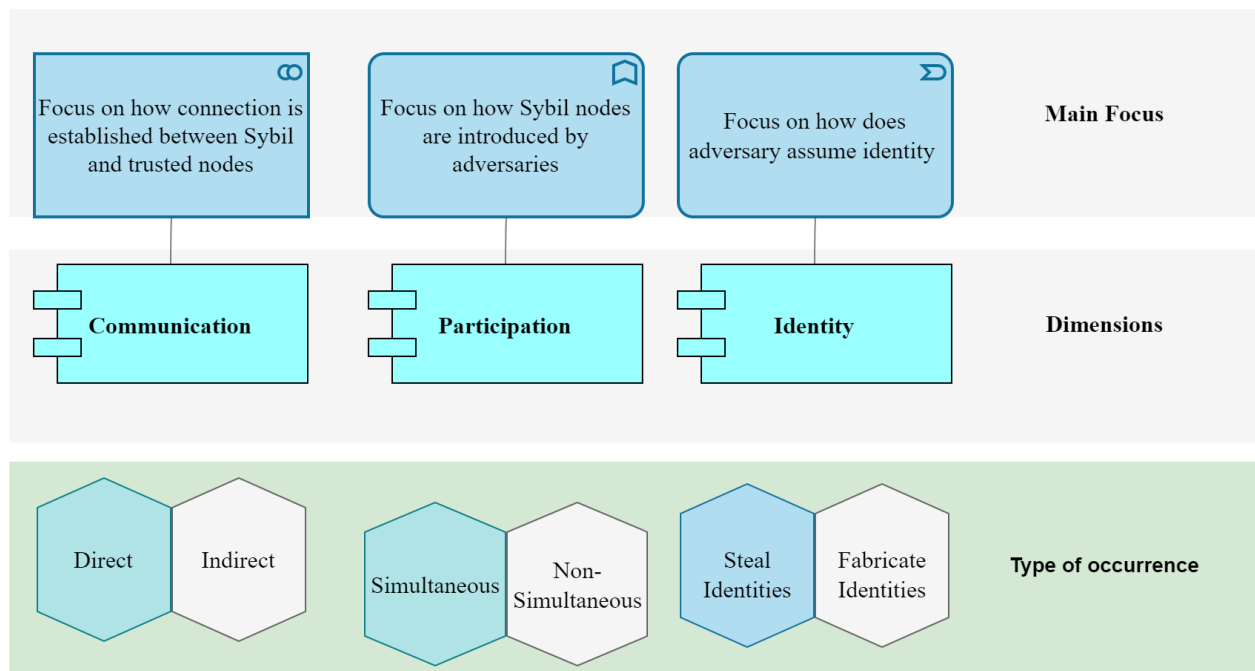 Focus on how connection is
established between Sybil
and trusted nodes
Focus on how Sybil nodes
are introduced by
adversaries
Focus on how does
adversary assume identity
Main Focus
Communication
Participation
Identity
Dimensions
Direct
Indirect
Simultaneous
Non-
Simultaneous
Steal
Identities
Fabricate
Identities
Type of occurrence